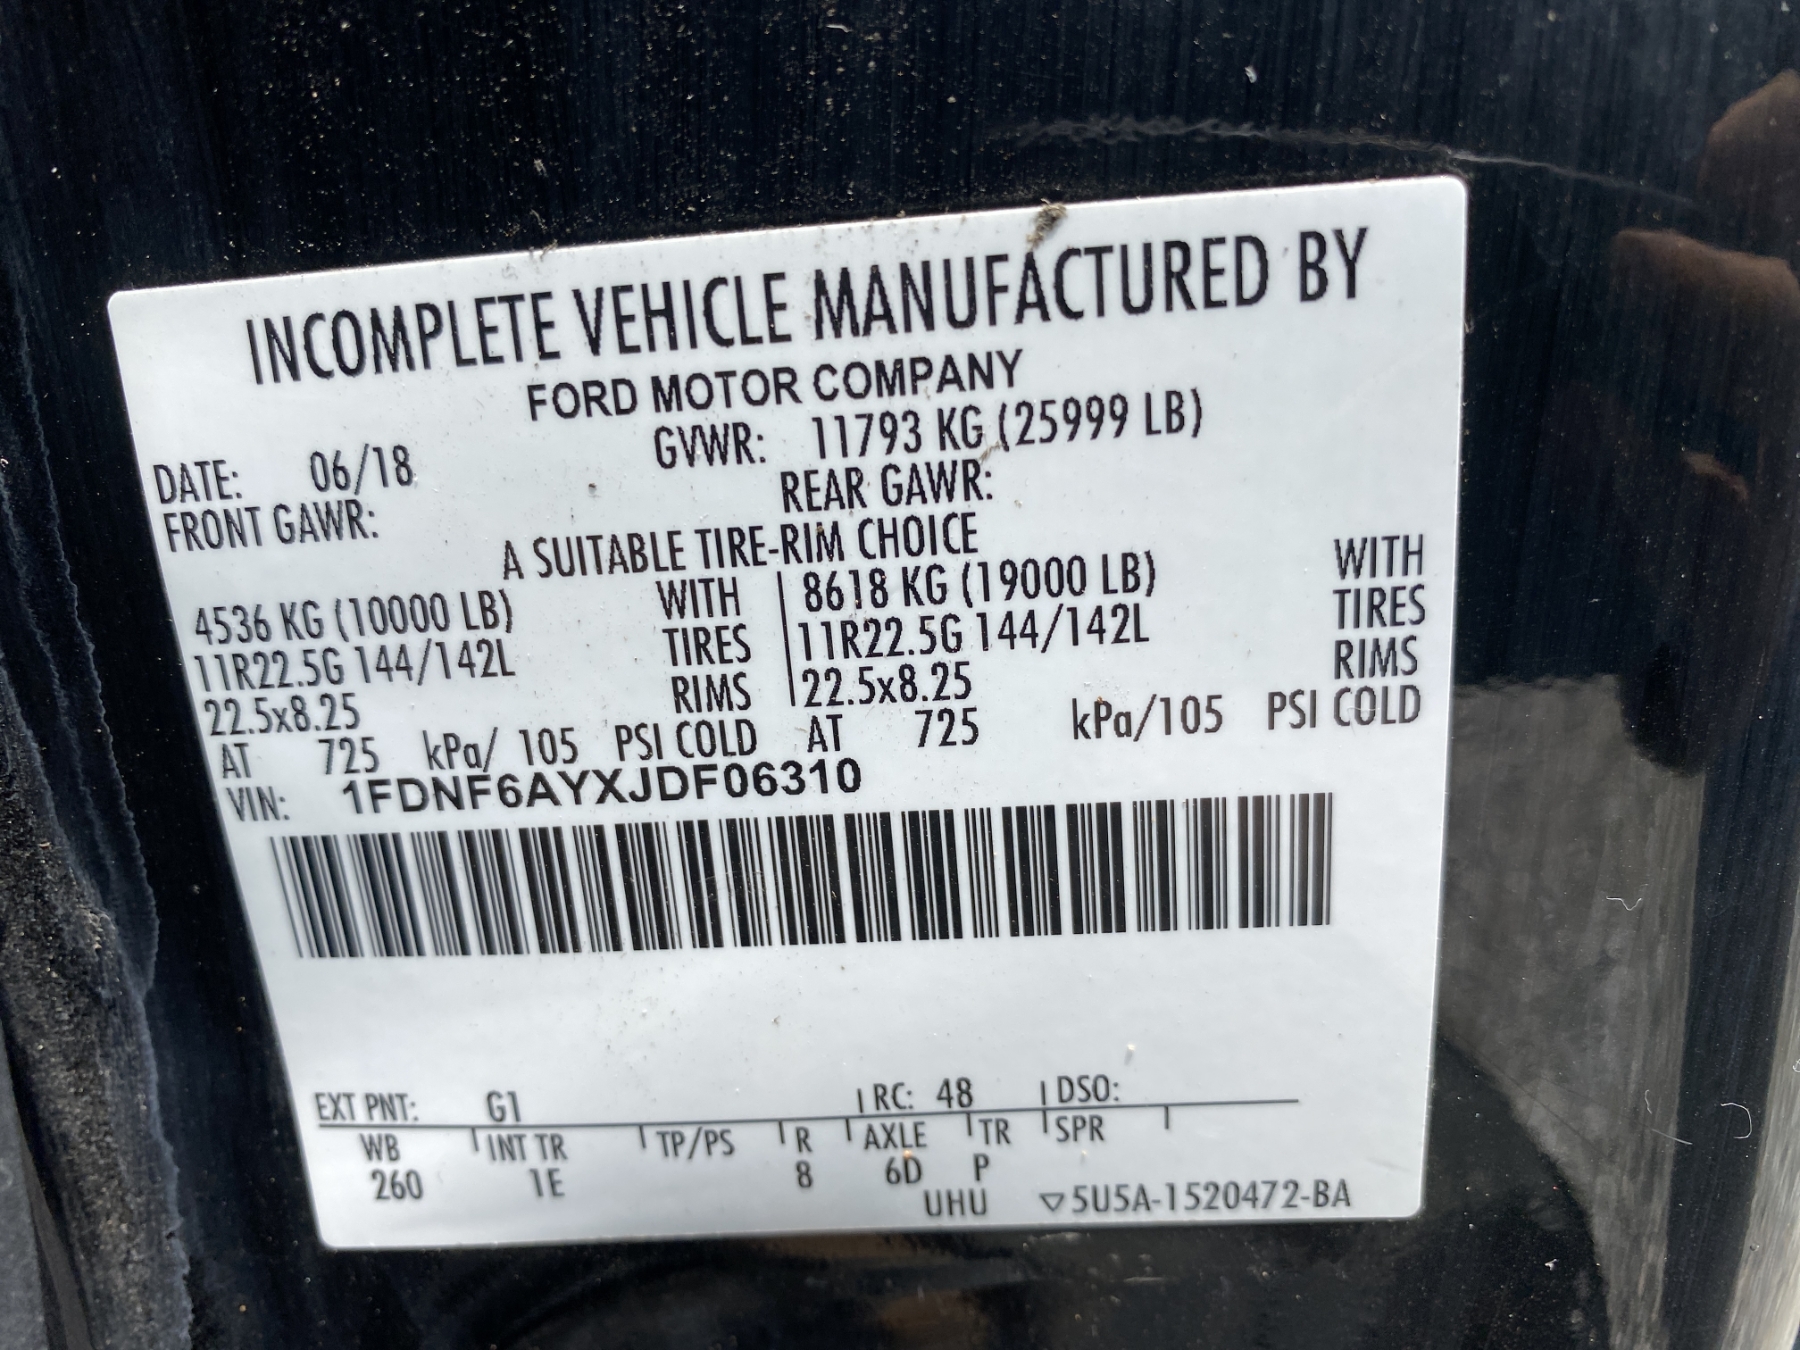 INCOMPLETE VEHICLE MANUFACTURED BY
FORD MOTOR COMPANY
DATE: 06/18 GVWR: 11793 KG (25999 LB)
FRONT GAWR: REAR GAWR:
A SUITABLE TIRE-RIM CHOICE
4536 KG (10000 LB) WITH 8618 KG (19000 LB) WITH
11R22.5G 144/142L TIRES 11R22.5G 144/142L TIRES
22.5x8.25 RIMS 22.5x8.25 RIMS
AT 725 kPa/ 105 PSI COLD AT 725 kPa/105 PSI COLD
VIN: 1FDNF6AYXJDF06310
EXT PNT: G1 RC: 48 DSO:
WB INT TR TP/PS R AXLE TR SPR
260 1E 8 6D P
UHU ▽5U5A-1520472-BA